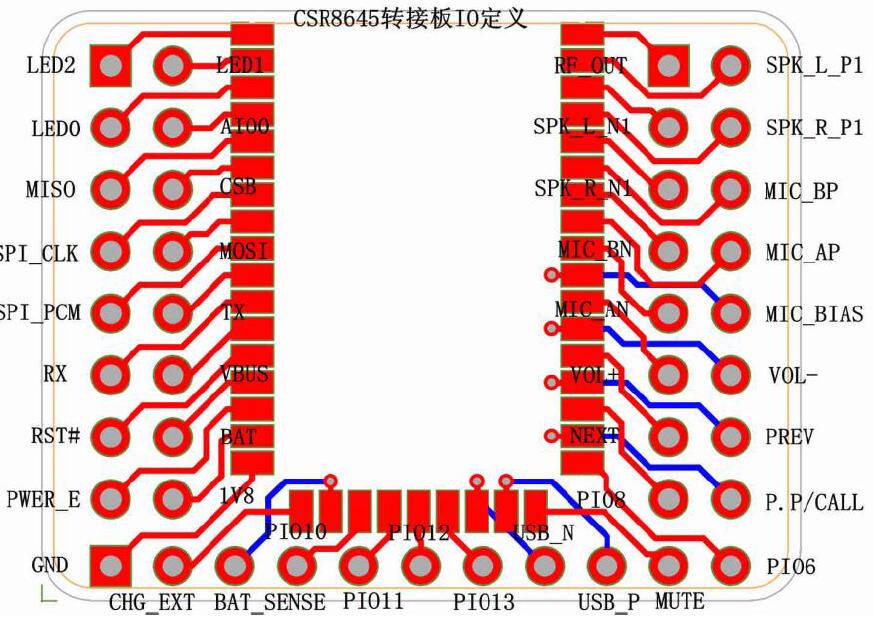 CSR8645转接板IO定义
LED2 LED1 RF_OUT SPK_L_P1
LED0 AIO0 SPK_L_N1 SPK_R_P1
MISO CSB SPK_R_N1 MIC_BP
SPI_CLK MOSI MIC_BN MIC_AP
SPI_PCM TX MIC_AN MIC_BIAS
RX VBUS VOL+ VOL-
RST# BAT NEXT PREV
PWER_E 1V8 PIO8 P.P/CALL
PIO10 PIO12 USB_N
GND PIO6
CHG_EXT BAT_SENSE PIO11 PIO13 USB_P MUTE